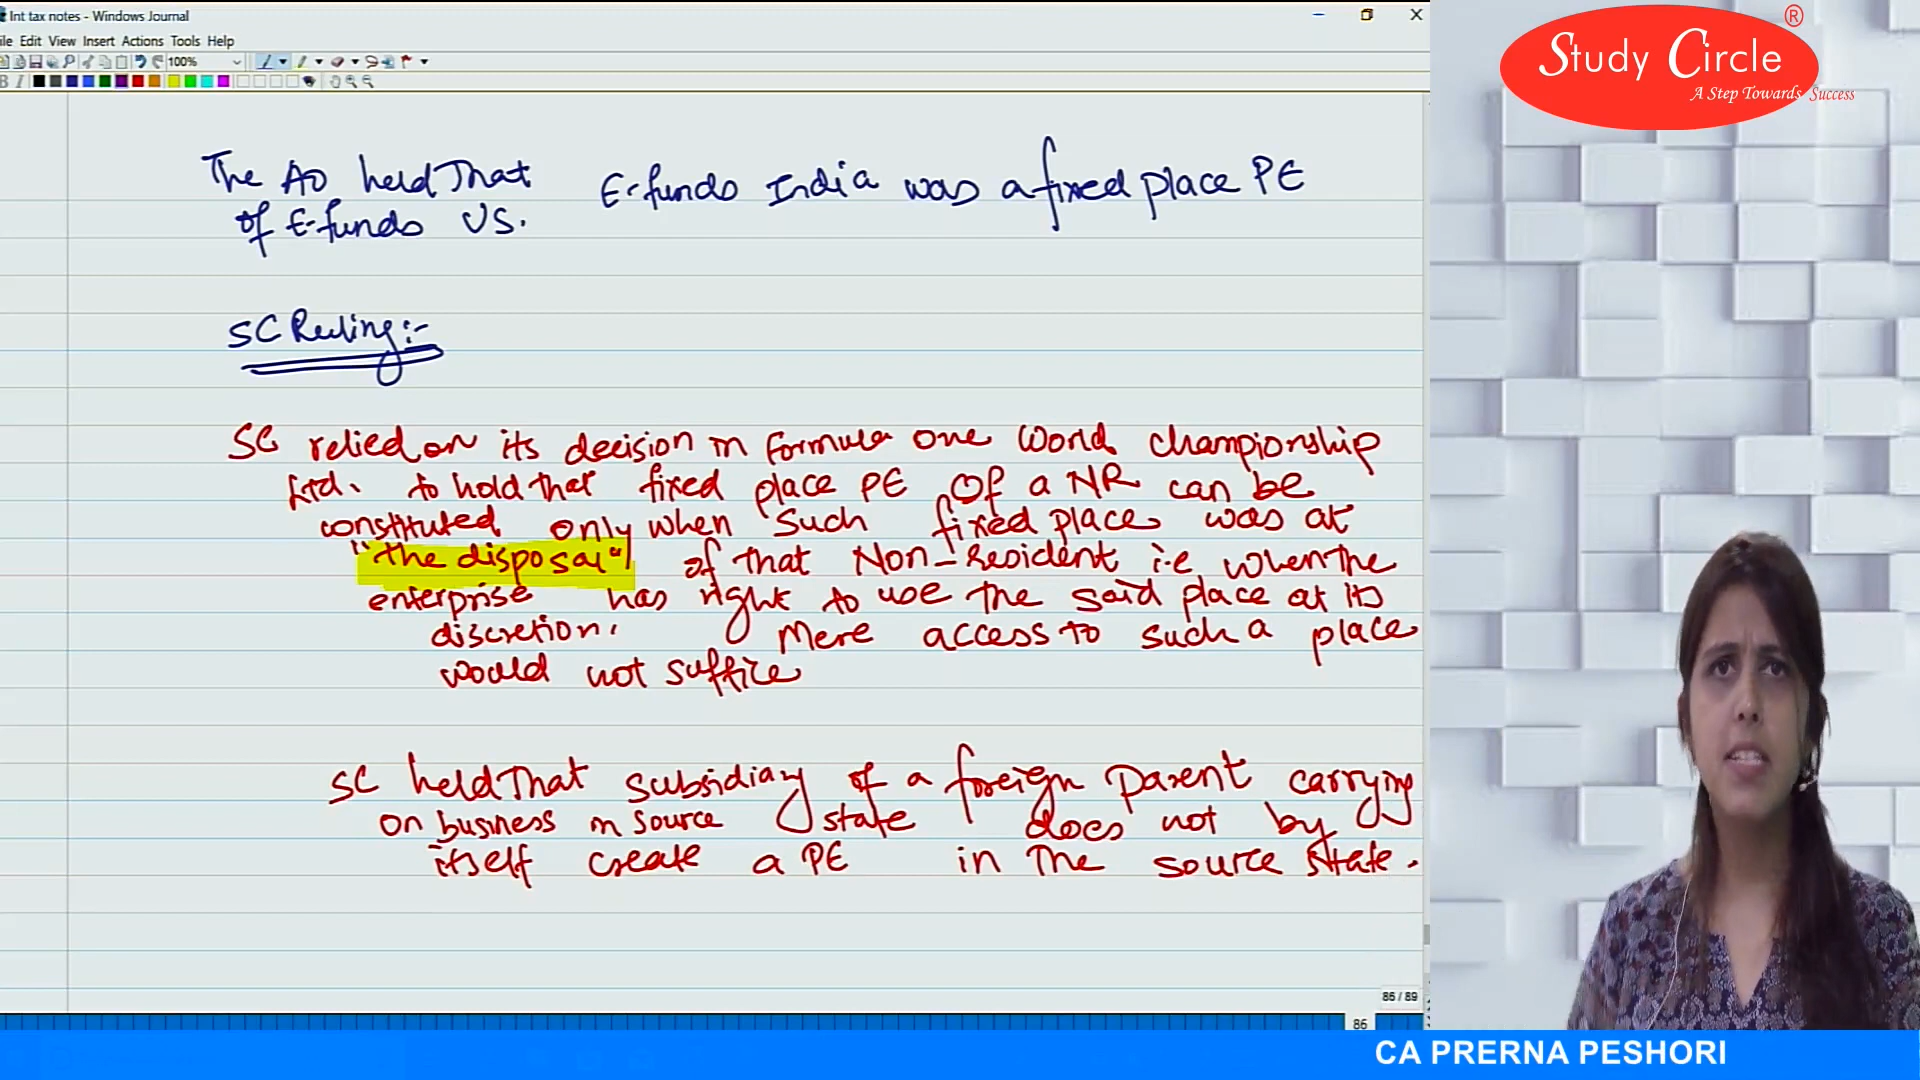 Int tax notes - Windows Journal
ile Edit View Insert Actions Tools Help
100%
B I
Study Circle ®
A Step Towards Success
The AO held That E-funds India was a fixed place PE
of E-funds US.
SC Ruling:-
SC relied on its decision in Formula One World Championship
Ltd. to hold that fixed place PE of a NR can be
constituted only when such fixed place was at
"the disposal" of that Non-resident i.e when the
enterprise has right to use the said place at its
discretion. Mere access to such a place
would not suffice
SC held That subsidiary of a foreign Parent carrying
on business in source state does not by
itself create a PE in The source state.
86 / 89
86
CA PRERNA PESHORI